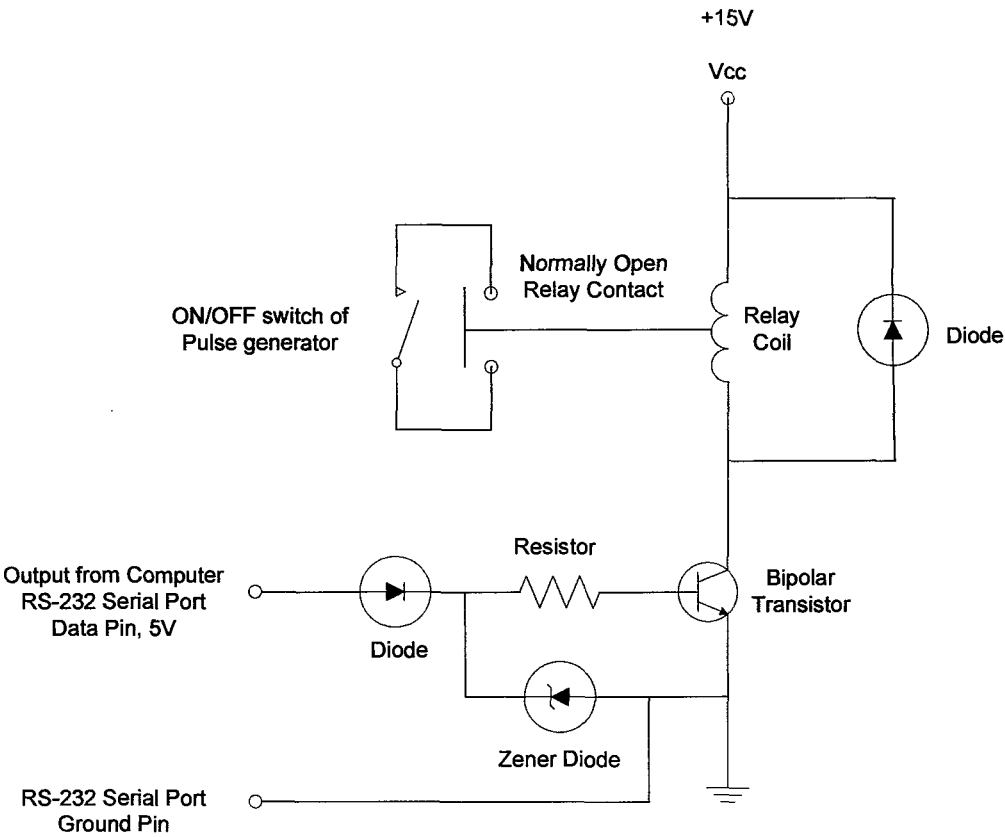 +15V
Vcc
Normally Open
Relay Contact
ON/OFF switch of
Pulse generator
Relay
Coil
Diode
Resistor
Output from Computer
RS-232 Serial Port
Data Pin, 5V
Bipolar
Transistor
Diode
Zener Diode
RS-232 Serial Port
Ground Pin